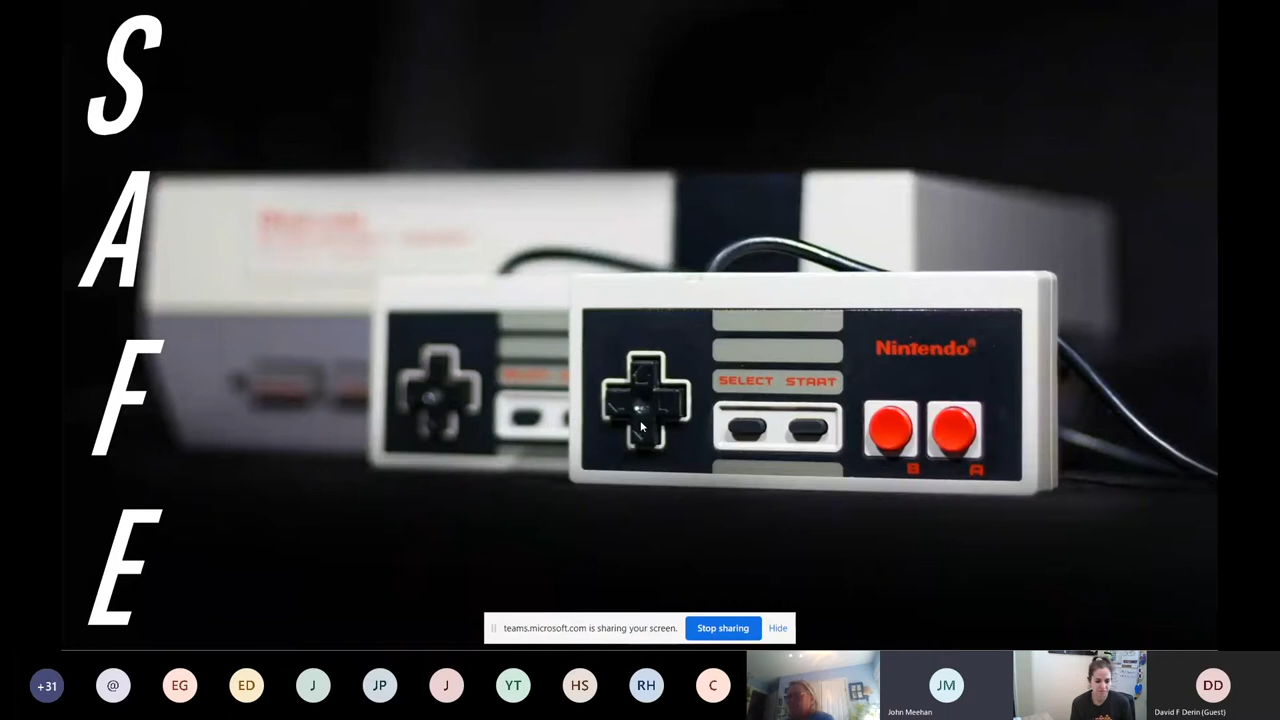 S
A
F
E
Nintendo®
SELECT START
B A
teams.microsoft.com is sharing your screen. Stop sharing Hide
+31 @ EG ED J JP J YT HS RH C JM DD
John Meehan David F Derin (Guest)